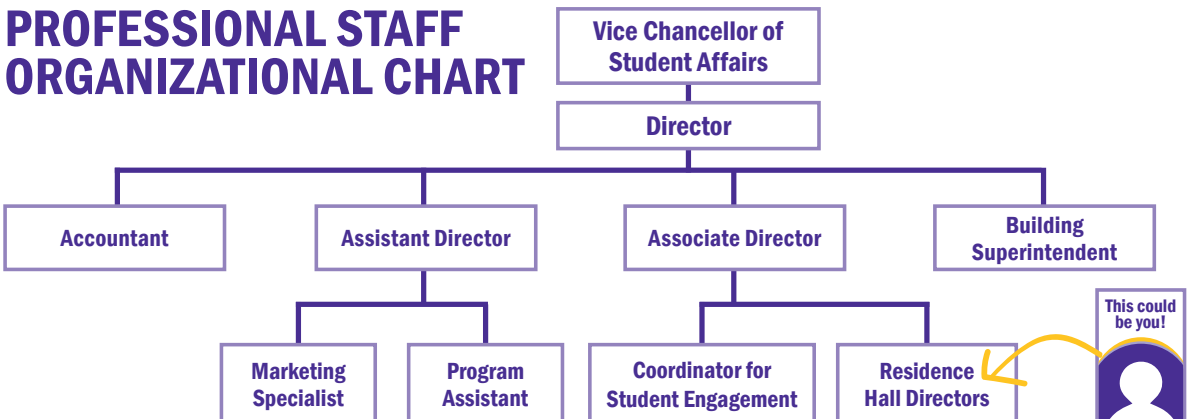 PROFESSIONAL STAFF
ORGANIZATIONAL CHART
Vice Chancellor of
Student Affairs
Director
Accountant
Assistant Director
Associate Director
Building
Superintendent
Marketing
Specialist
Program
Assistant
Coordinator for
Student Engagement
Residence
Hall Directors
This could
be you!